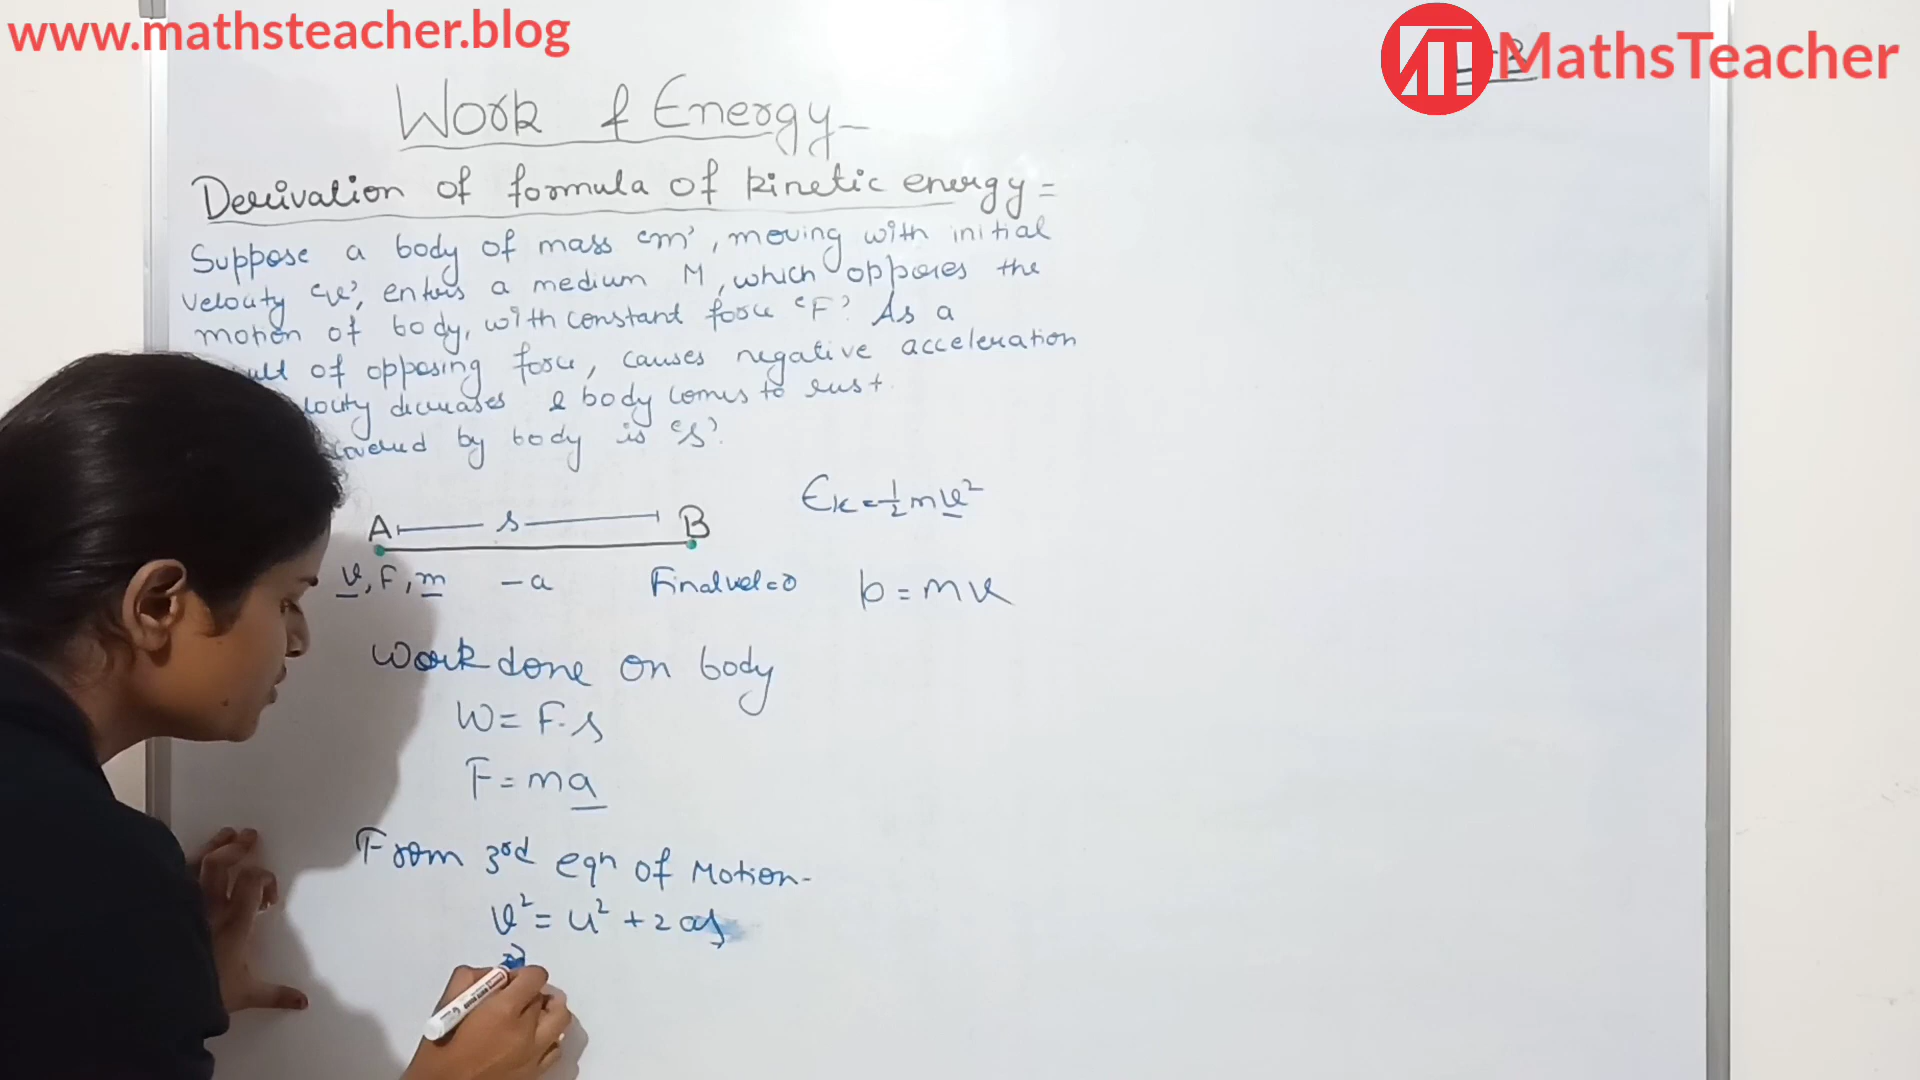 www.mathsteacher.blog
MathsTeacher
Work & Energy
Derivation of formula of kinetic energy =
Suppose a body of mass 'm', moving with initial
velocity 'v', enters a medium M, which opposes the
motion of body, with constant force 'F'. As a
of opposing force, causes negative acceleration
decreases & body comes to rest.
covered by body is 's'.
A s B
Ek = 1/2 mv²
v, F, m -a Final vel = 0
p = mv
Work done on body
W = F.s
F = ma
From 3rd eqn of Motion-
v² = u² + 2as